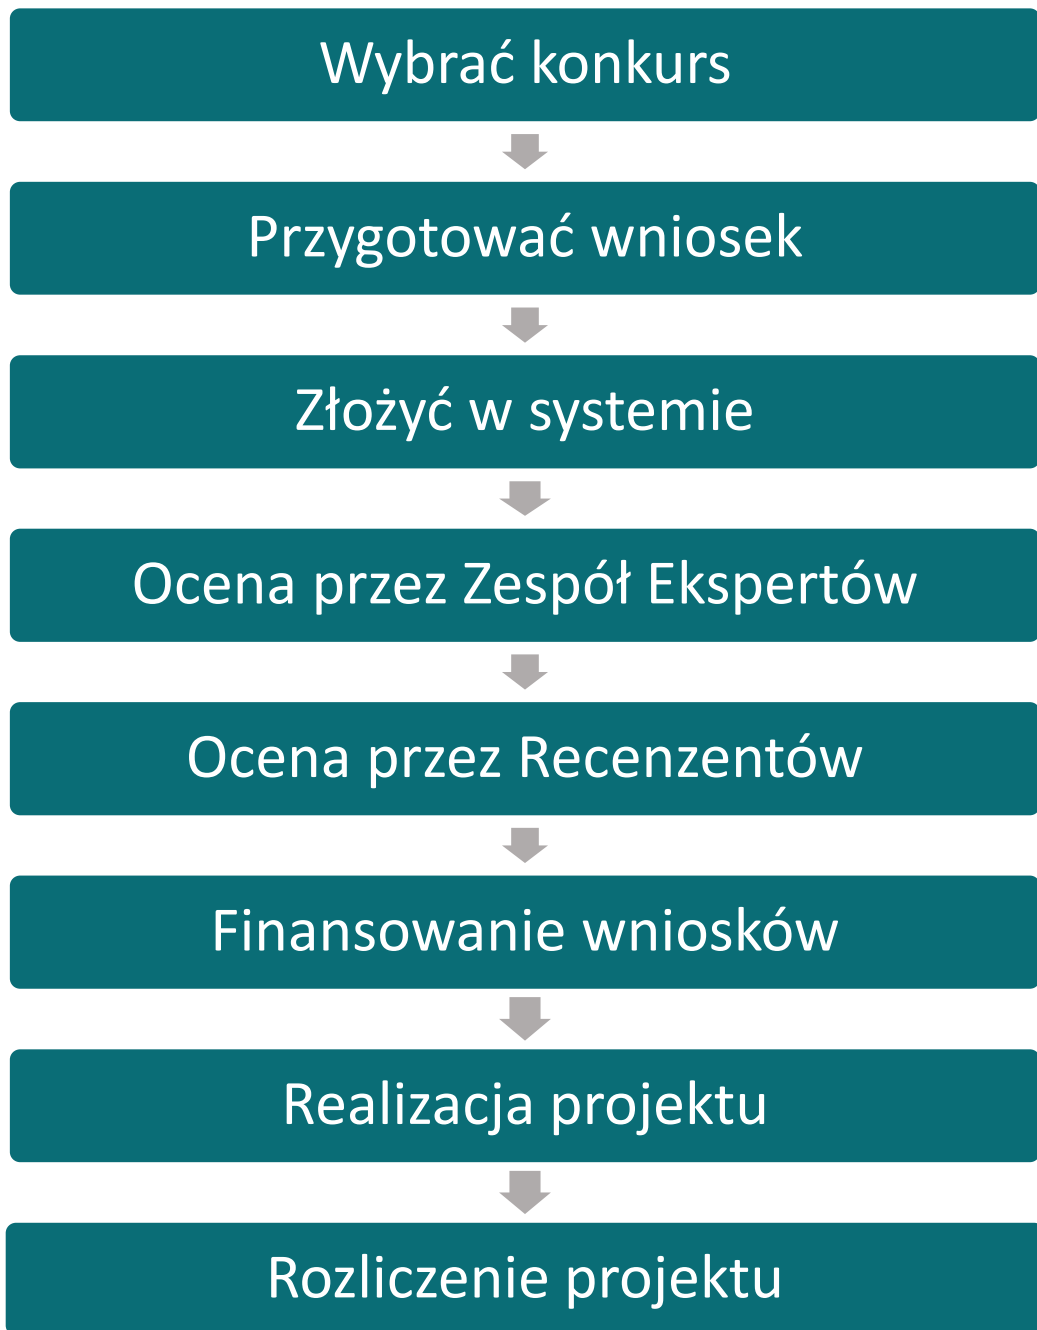 Wybrać konkurs
Przygotować wniosek
Złożyć w systemie
Ocena przez Zespół Ekspertów
Ocena przez Recenzentów
Finansowanie wniosków
Realizacja projektu
Rozliczenie projektu